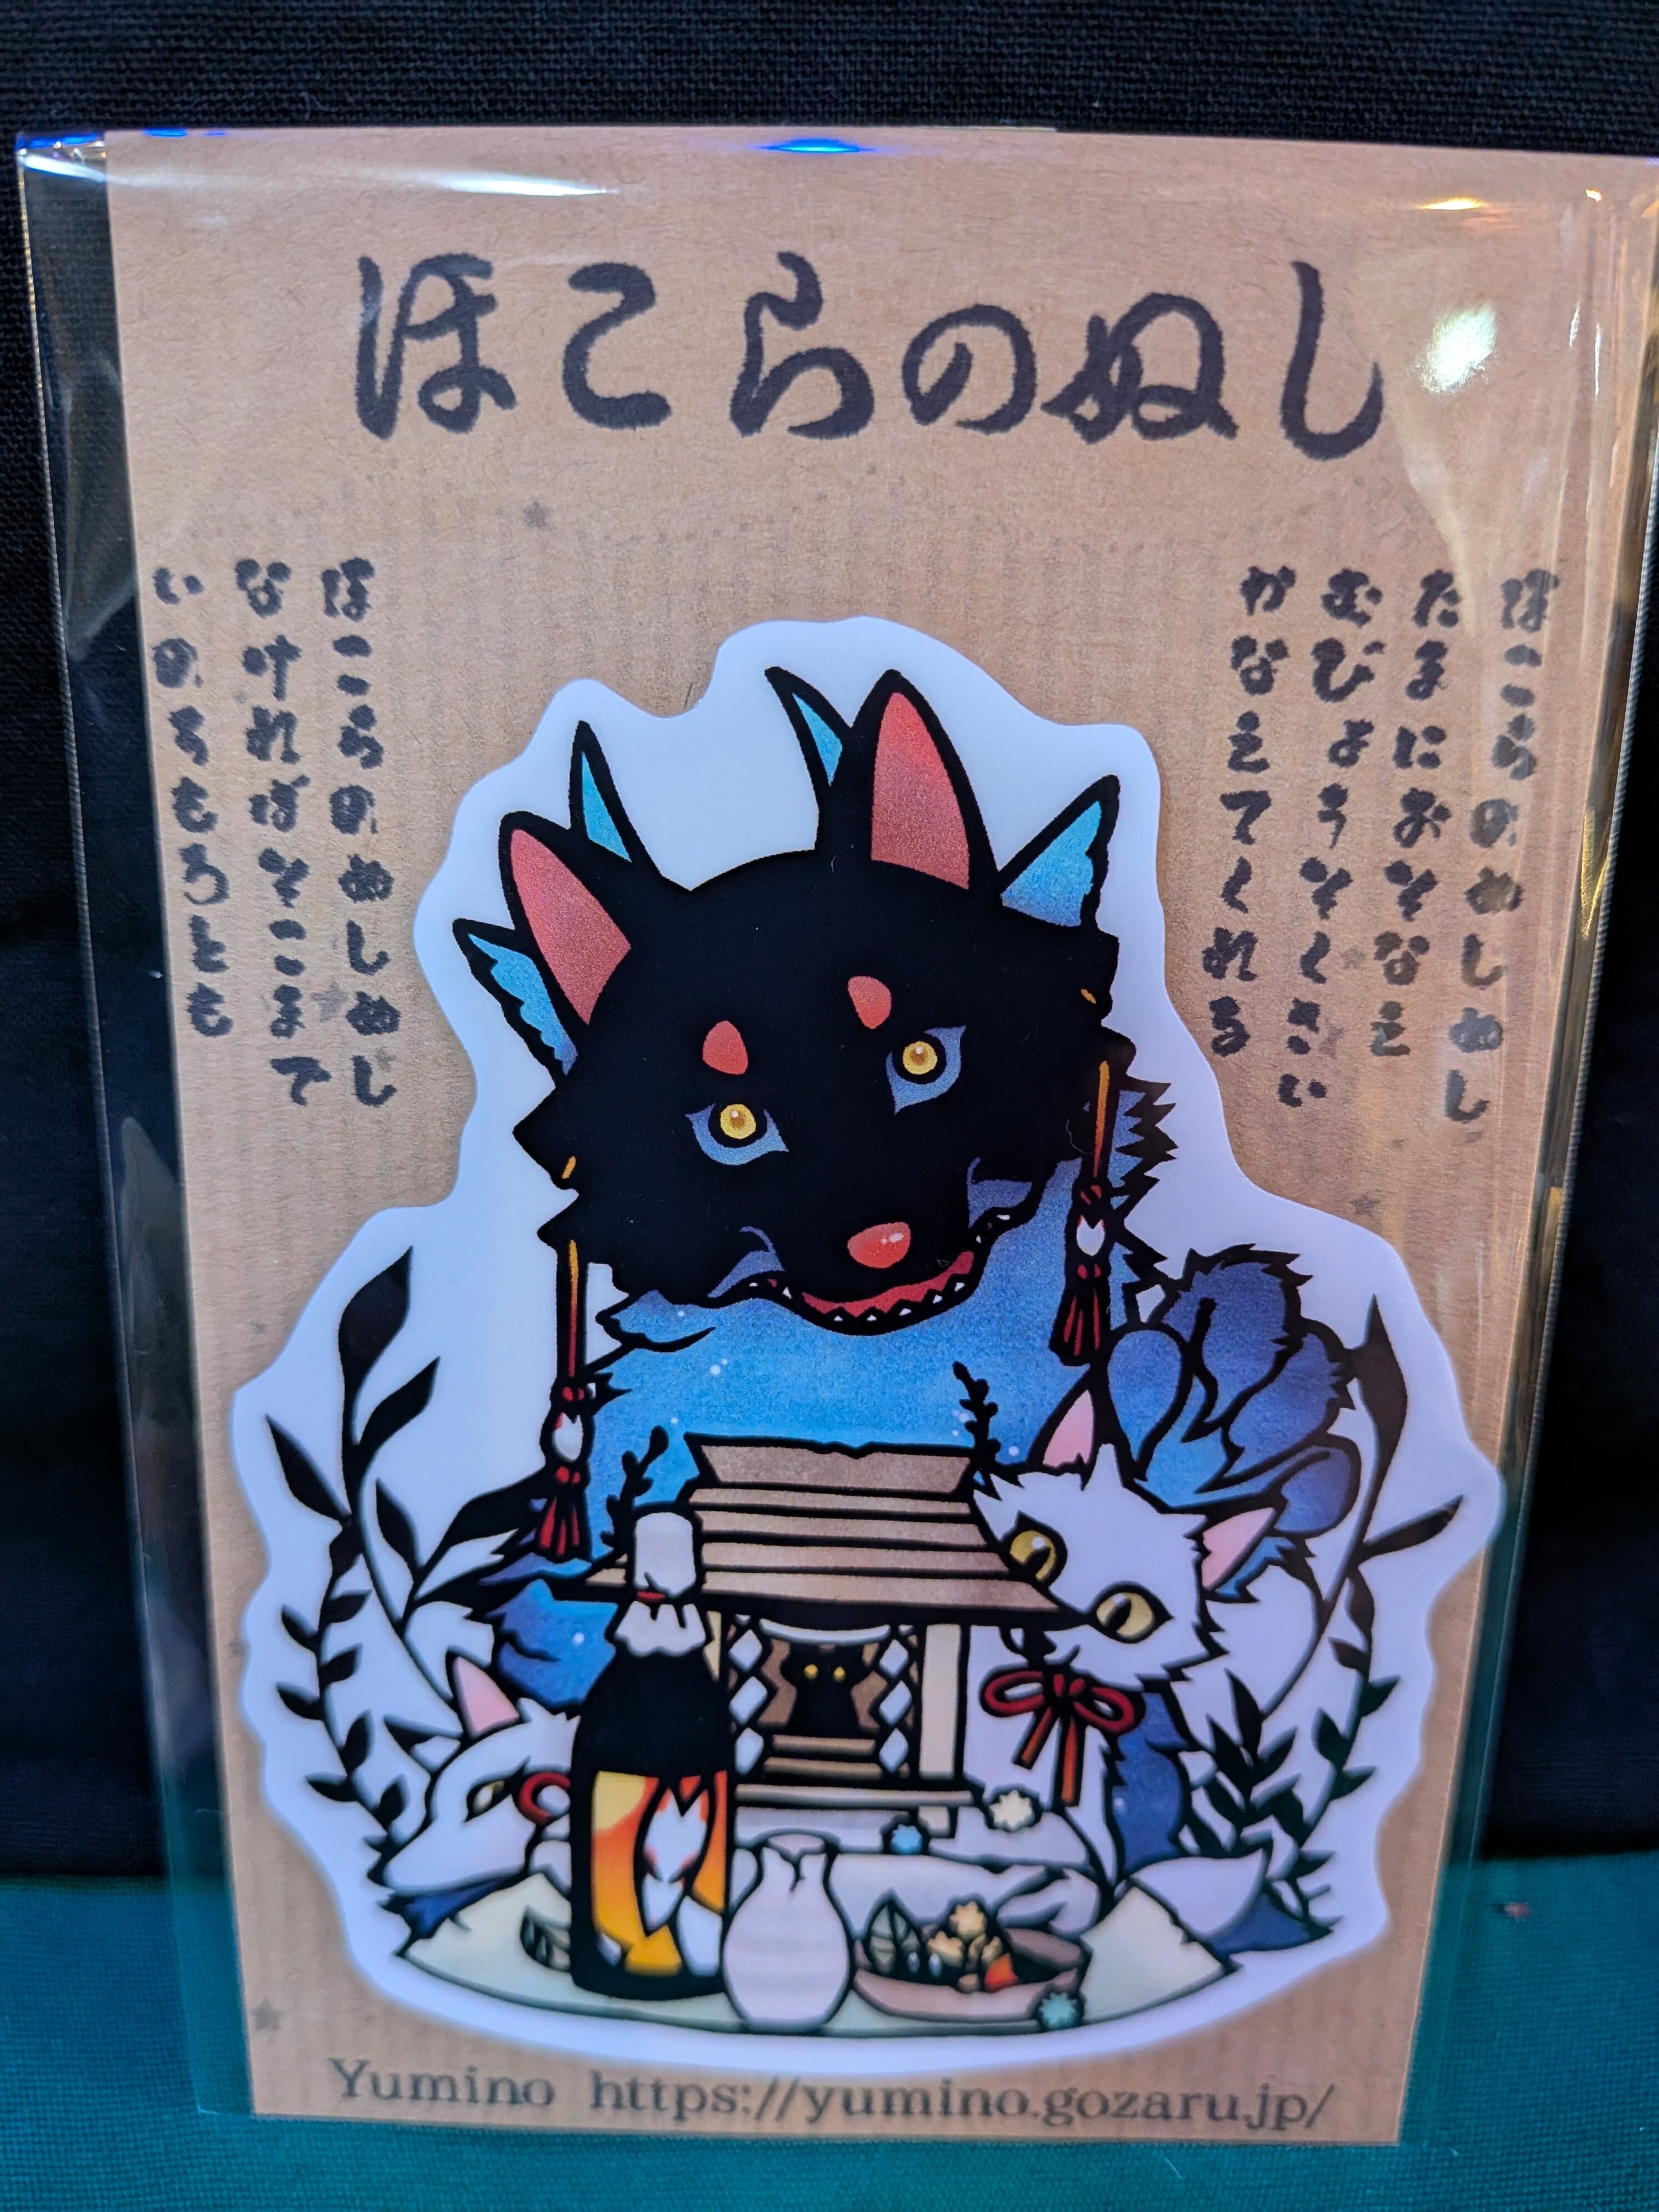 ほこらのぬし
ほこらのぬしぬし
たまにおそなえ
むびょうそくさい
かなえてくれる
ほこらのぬしぬし
なければそこまで
いのちもろとも
Yumino https://yumino.gozaru.jp/